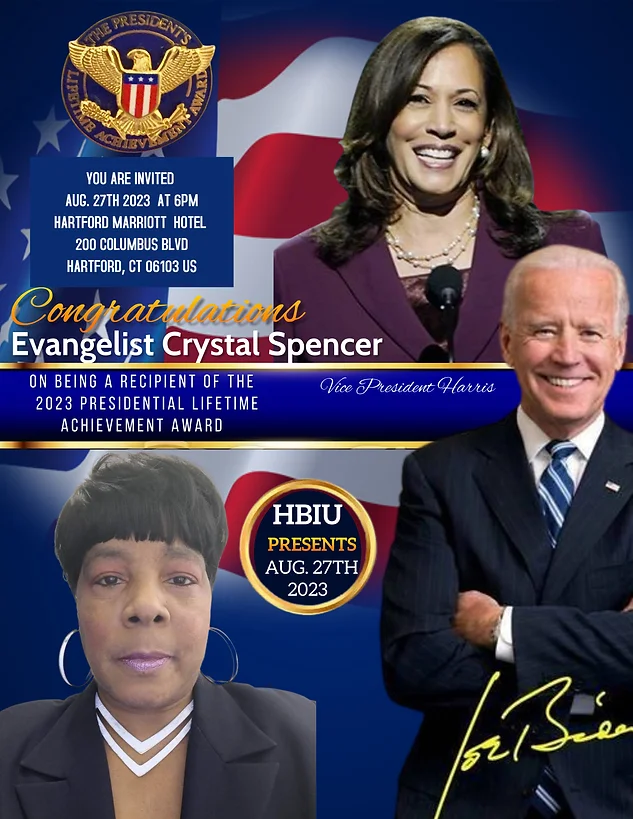 THE PRESIDENT'S
LIFETIME ACHIEVEMENT AWARD
YOU ARE INVITED
AUG. 27TH 2023 AT 6PM
HARTFORD MARRIOTT HOTEL
200 COLUMBUS BLVD
HARTFORD, CT 06103 US
Congratulations
Evangelist Crystal Spencer
ON BEING A RECIPIENT OF THE
2023 PRESIDENTIAL LIFETIME
ACHIEVEMENT AWARD
Vice President Harris
HBIU
PRESENTS
AUG. 27TH
2023
Joe Biden